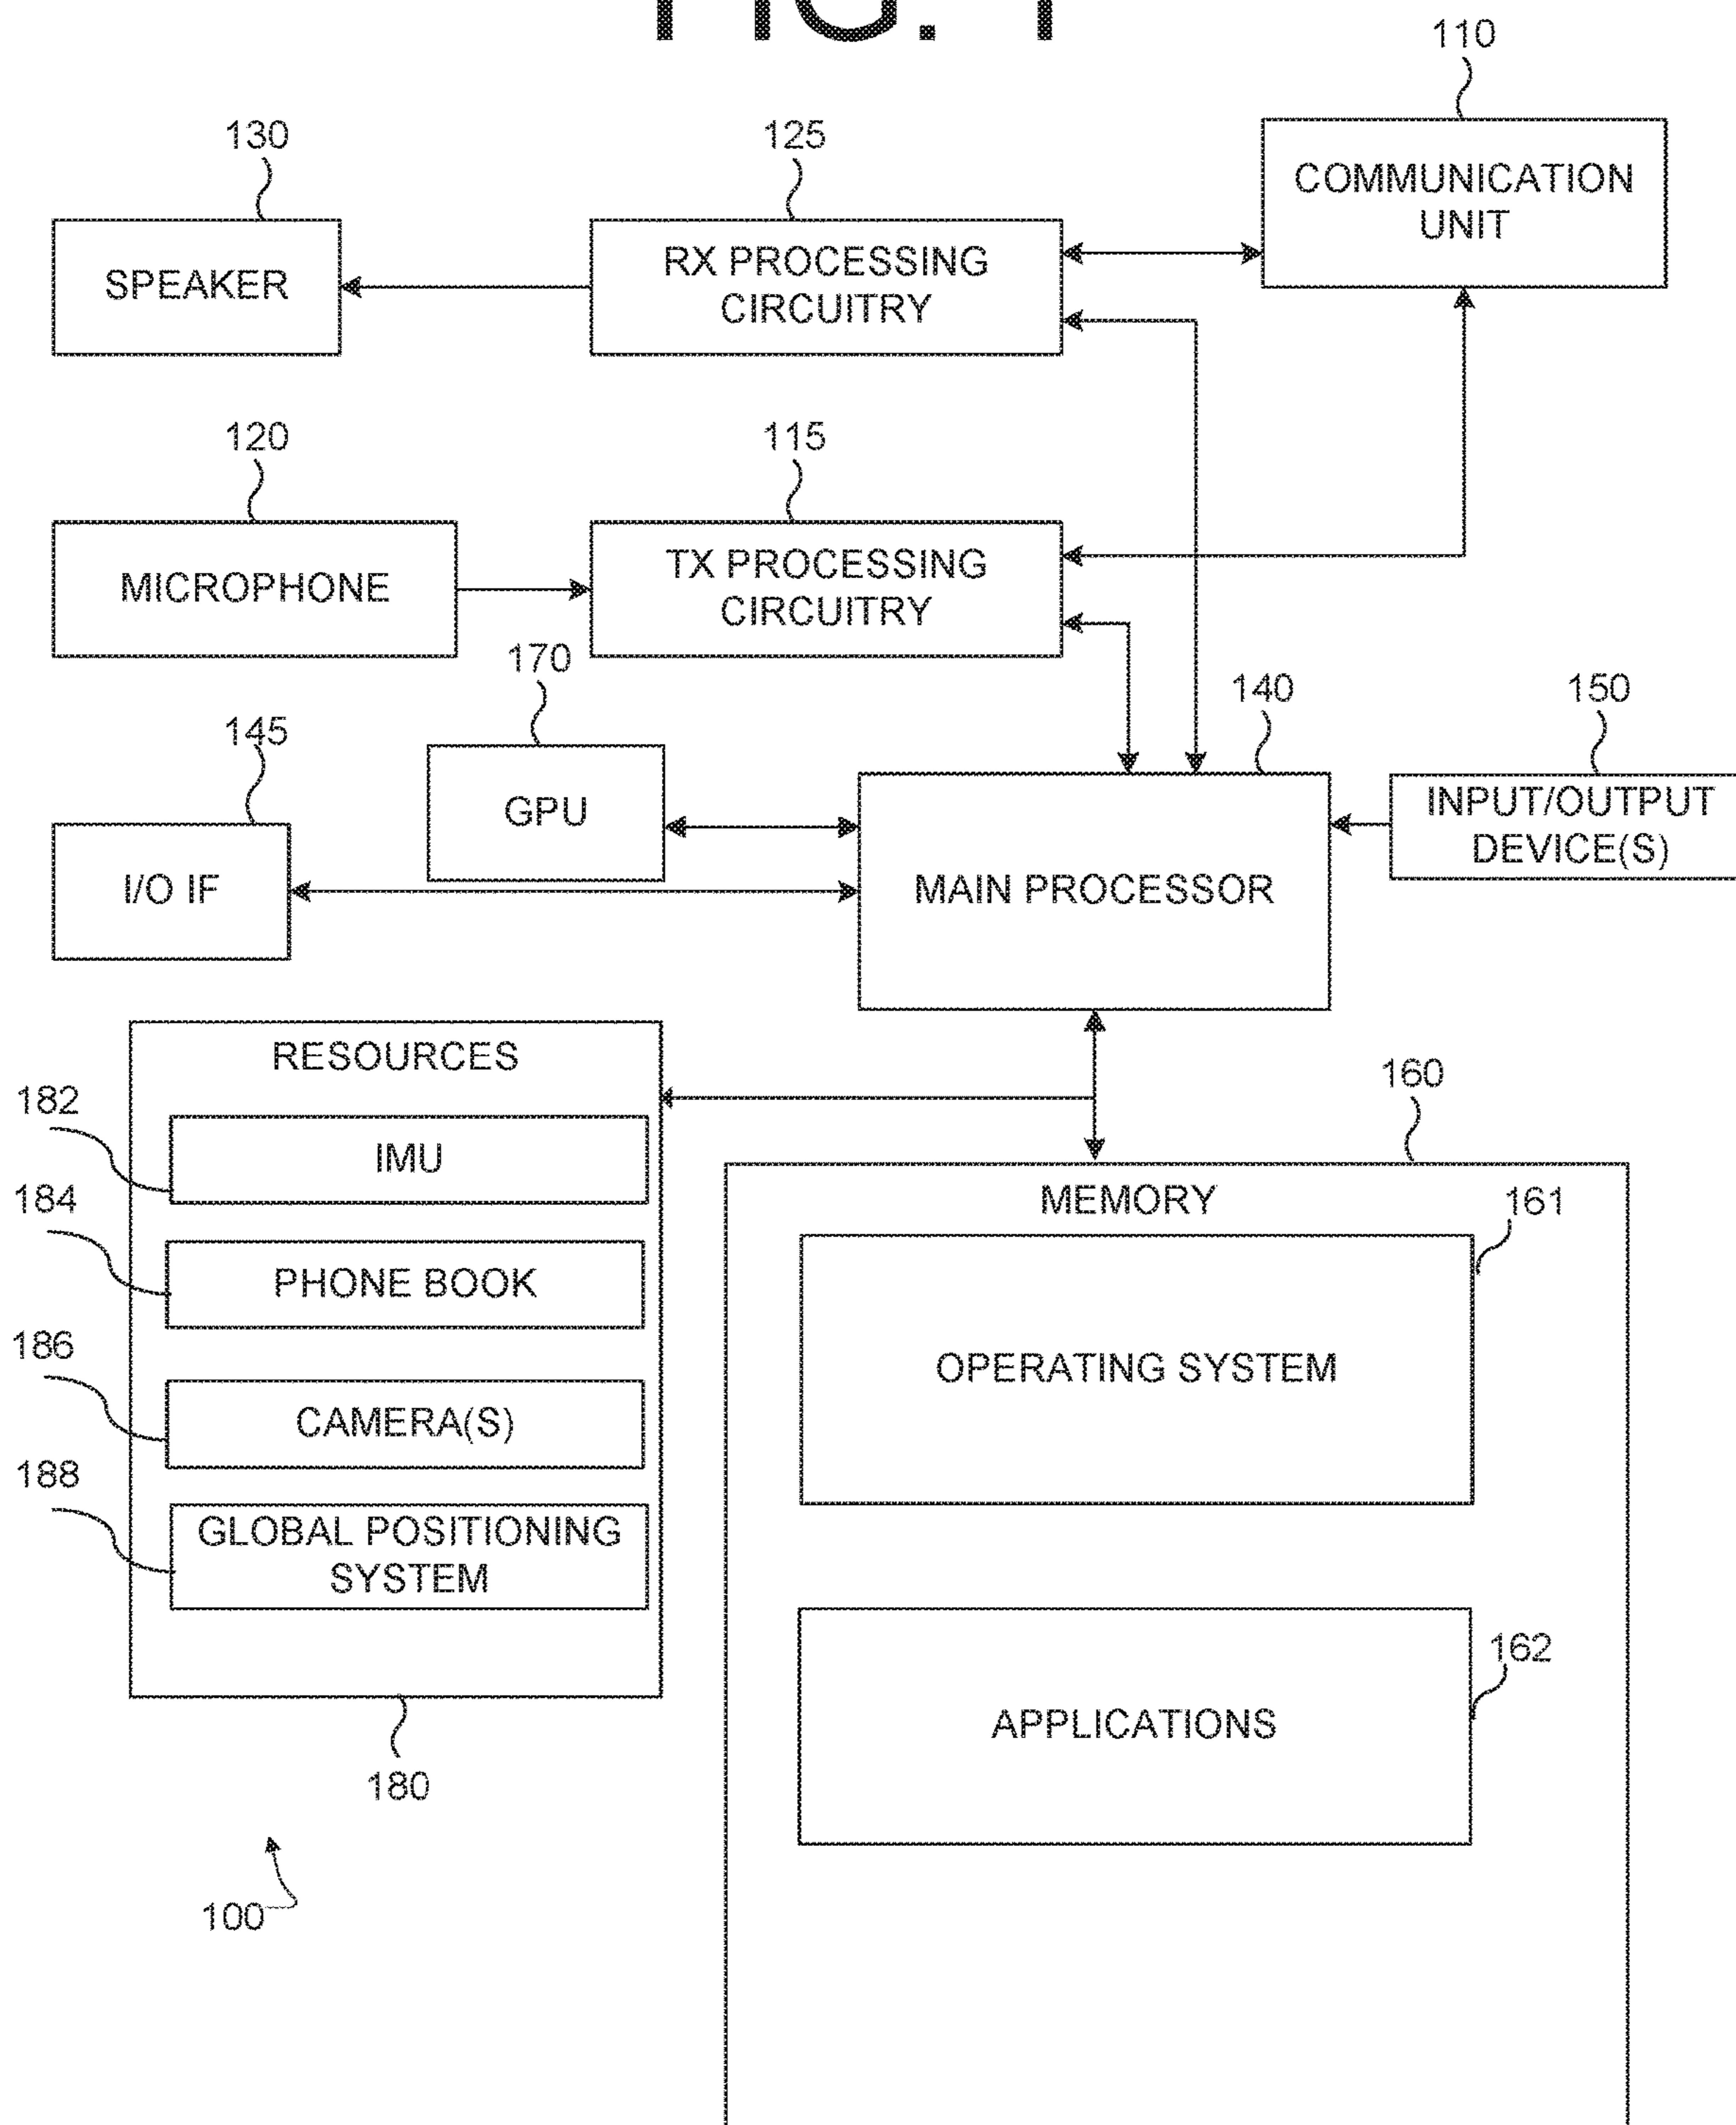 FIG. 1
110
130
125
COMMUNICATION
UNIT
SPEAKER
RX PROCESSING
CIRCUITRY
120
115
MICROPHONE
TX PROCESSING
CIRCUITRY
170
140
150
145
GPU
INPUT/OUTPUT
DEVICE(S)
I/O IF
MAIN PROCESSOR
RESOURCES
160
182
IMU
MEMORY
161
184
PHONE BOOK
186
OPERATING SYSTEM
CAMERA(S)
188
GLOBAL POSITIONING
SYSTEM
162
APPLICATIONS
180
100